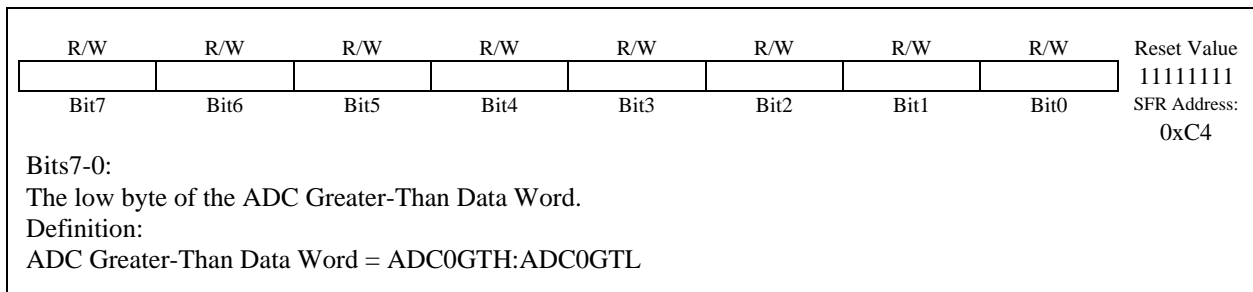 R/W R/W R/W R/W R/W R/W R/W R/W Reset Value
11111111
Bit7 Bit6 Bit5 Bit4 Bit3 Bit2 Bit1 Bit0 SFR Address:
0xC4
Bits7-0:
The low byte of the ADC Greater-Than Data Word.
Definition:
ADC Greater-Than Data Word = ADC0GTH:ADC0GTL